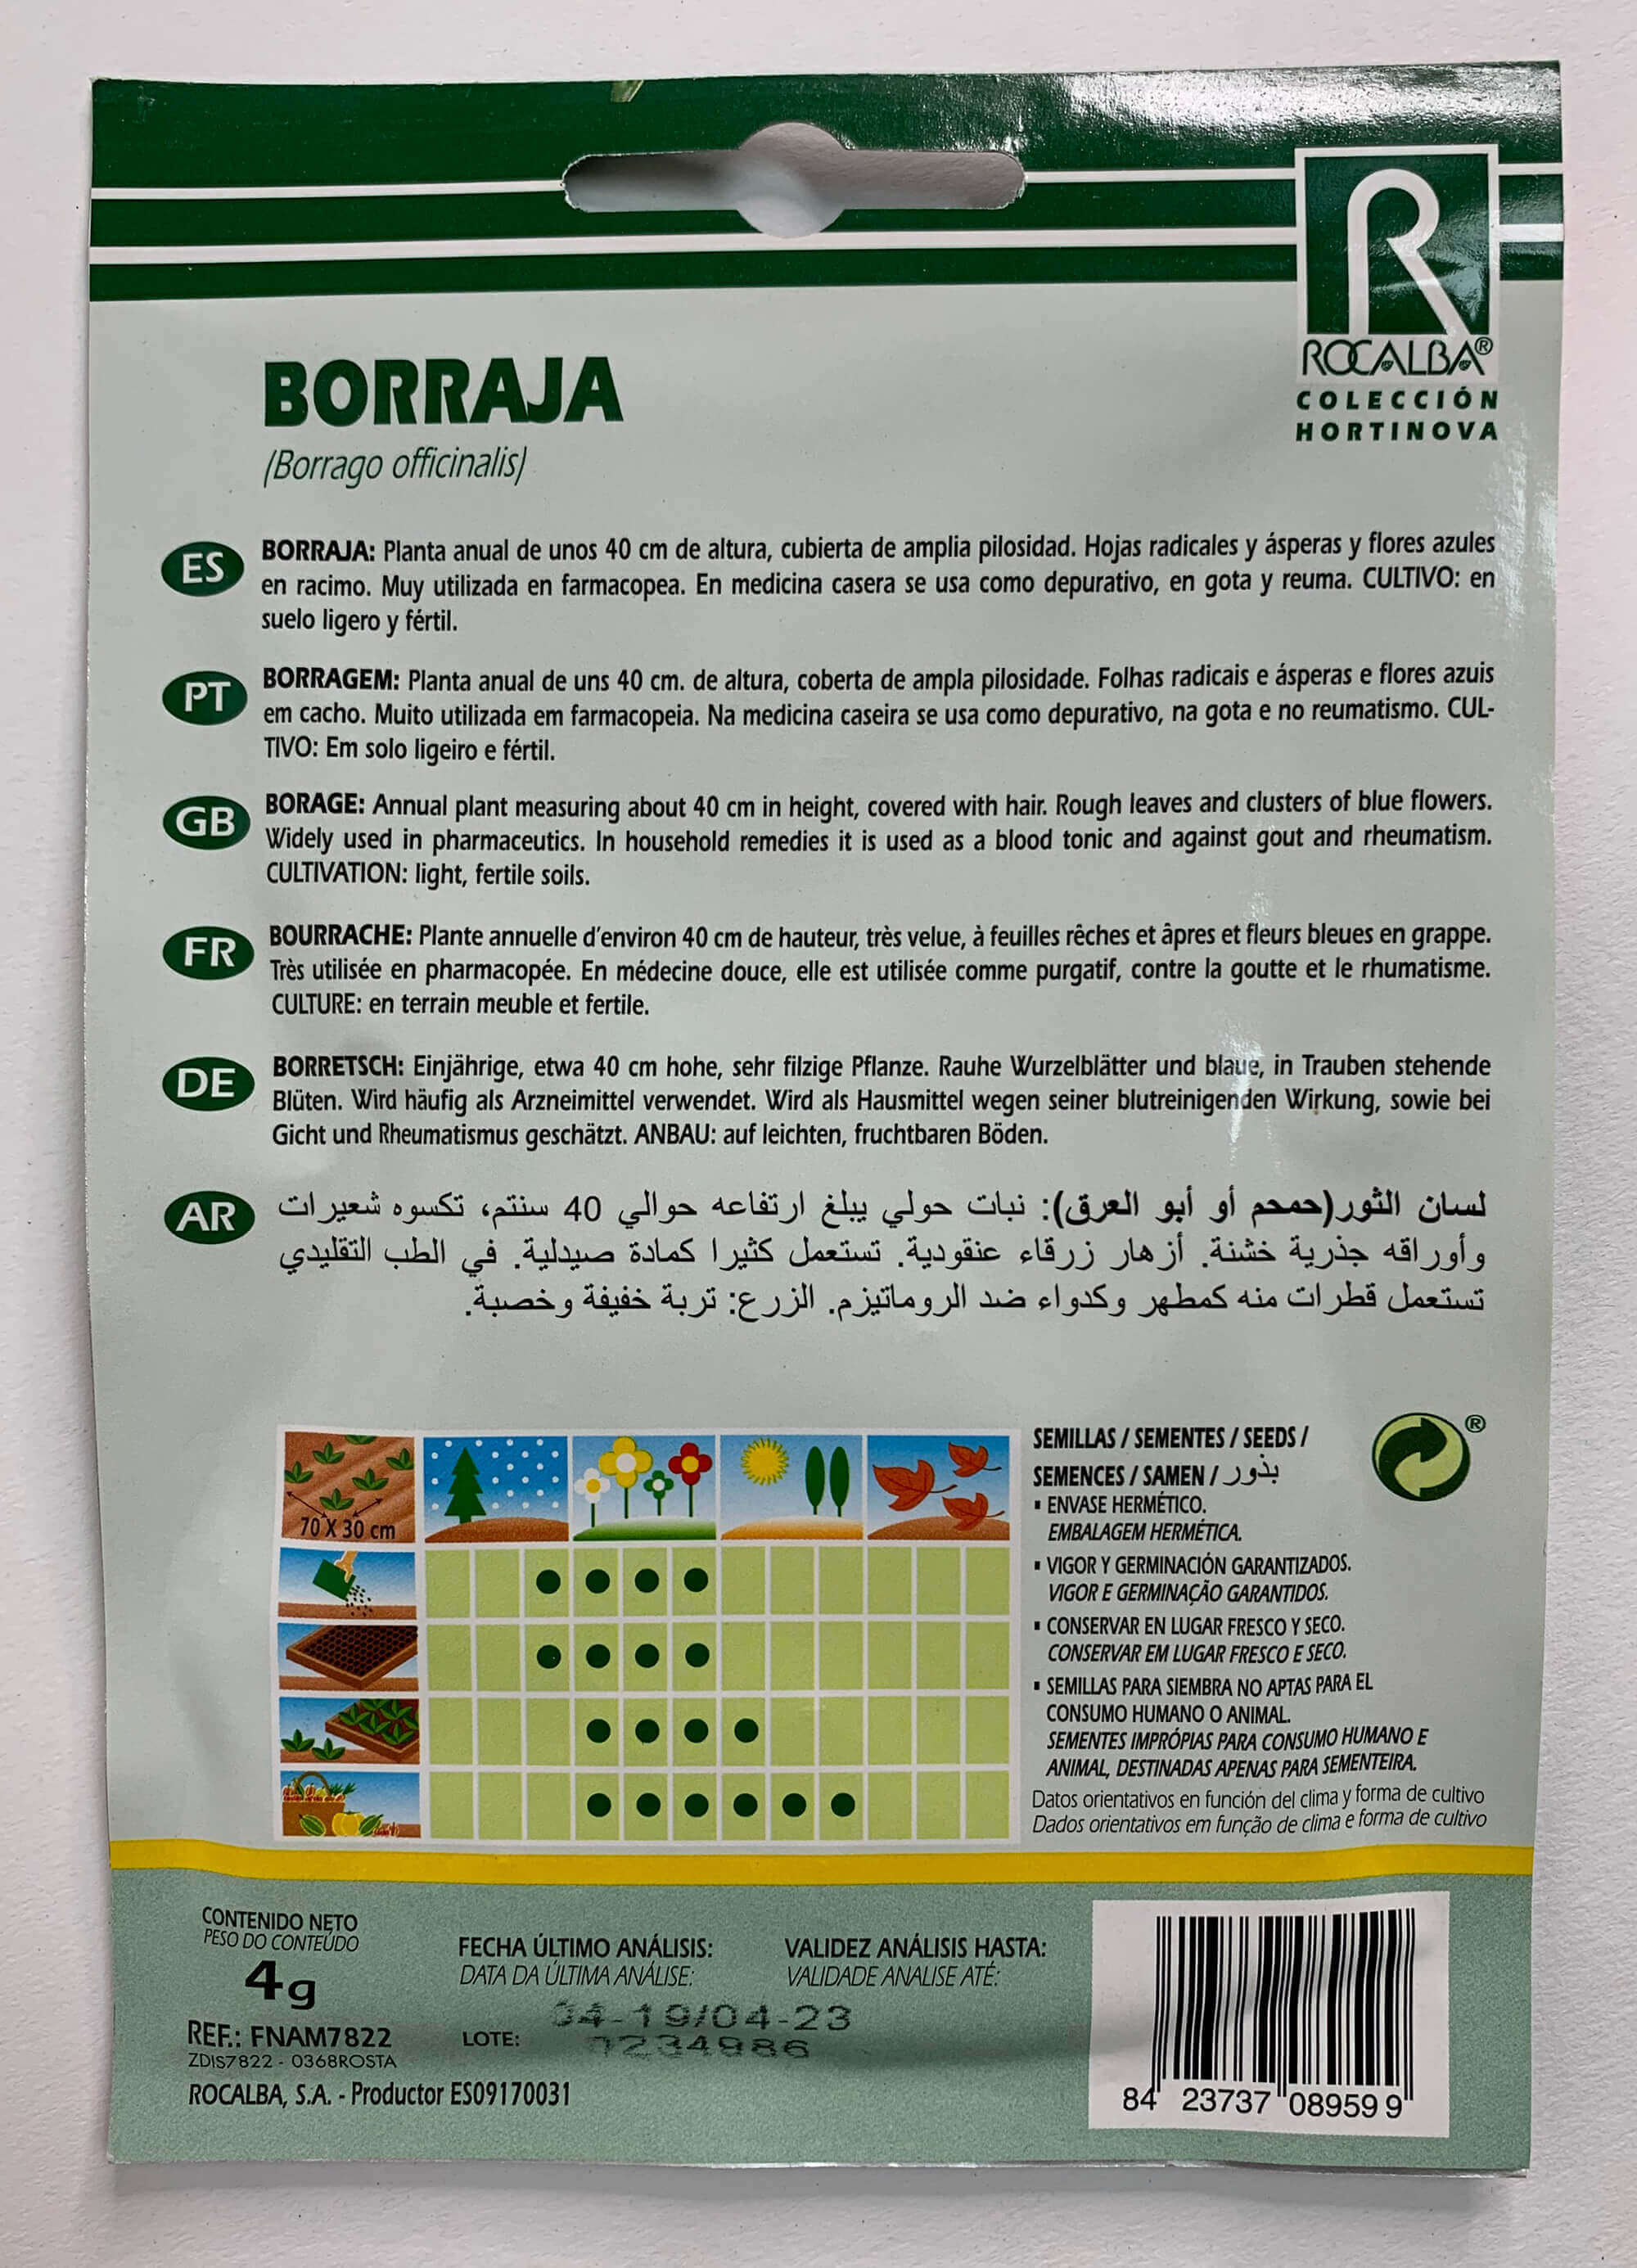 ROCALBA®
COLECCIÓN
HORTINOVA
BORRAJA
(Borrago officinalis)
ES
BORRAJA: Planta anual de unos 40 cm de altura, cubierta de amplia pilosidad. Hojas radicales y ásperas y flores azules
en racimo. Muy utilizada en farmacopea. En medicina casera se usa como depurativo, en gota y reuma. CULTIVO: en
suelo ligero y fértil.
PT
BORRAGEM: Planta anual de uns 40 cm. de altura, coberta de ampla pilosidade. Folhas radicais e ásperas e flores azuis
em cacho. Muito utilizada em farmacopeia. Na medicina caseira se usa como depurativo, na gota e no reumatismo. CUL-
TIVO: Em solo ligeiro e fértil.
GB
BORAGE: Annual plant measuring about 40 cm in height, covered with hair. Rough leaves and clusters of blue flowers.
Widely used in pharmaceutics. In household remedies it is used as a blood tonic and against gout and rheumatism.
CULTIVATION: light, fertile soils.
FR
BOURRACHE: Plante annuelle d'environ 40 cm de hauteur, très velue, à feuilles rêches et âpres et fleurs bleues en grappe.
Très utilisée en pharmacopée. En médecine douce, elle est utilisée comme purgatif, contre la goutte et le rhumatisme.
CULTURE: en terrain meuble et fertile.
DE
BORRETSCH: Einjährige, etwa 40 cm hohe, sehr filzige Pflanze. Rauhe Wurzelblätter und blaue, in Trauben stehende
Blüten. Wird häufig als Arzneimittel verwendet. Wird als Hausmittel wegen seiner blutreinigenden Wirkung, sowie bei
Gicht und Rheumatismus geschätzt. ANBAU: auf leichten, fruchtbaren Böden.
AR
لسان الثور(حمحم أو أبو العرق): نبات حولي يبلغ ارتفاعه حوالي 40 سنتم، تكسوه شعيرات
وأوراقه جذرية خشنة. أزهار زرقاء عنقودية. تستعمل كثيرا كمادة صيدلية. في الطب التقليدي
تستعمل قطرات منه كمطهر وكدواء ضد الروماتيزم. الزرع: تربة خفيفة وخصبة.
70 X 30 cm
SEMILLAS / SEMENTES / SEEDS /
SEMENCES / SAMEN / بذور
®
▪ ENVASE HERMÉTICO.
EMBALAGEM HERMÉTICA.
▪ VIGOR Y GERMINACIÓN GARANTIZADOS.
VIGOR E GERMINAÇÃO GARANTIDOS.
▪ CONSERVAR EN LUGAR FRESCO Y SECO.
CONSERVAR EM LUGAR FRESCO E SECO.
▪ SEMILLAS PARA SIEMBRA NO APTAS PARA EL
CONSUMO HUMANO O ANIMAL.
SEMENTES IMPRÓPIAS PARA CONSUMO HUMANO E
ANIMAL, DESTINADAS APENAS PARA SEMENTEIRA.
Datos orientativos en función del clima y forma de cultivo
Dados orientativos em função de clima e forma de cultivo
CONTENIDO NETO
PESO DO CONTEÚDO
4g
REF.: FNAM7822
ZDIS7822 - 0368ROSTA
ROCALBA, S.A. - Productor ES09170031
FECHA ÚLTIMO ANÁLISIS:
DATA DA ÚLTIMA ANÁLISE:
VALIDEZ ANÁLISIS HASTA:
VALIDADE ANALISE ATÉ:
04-19/04-23
LOTE:
84 23737 08959 9